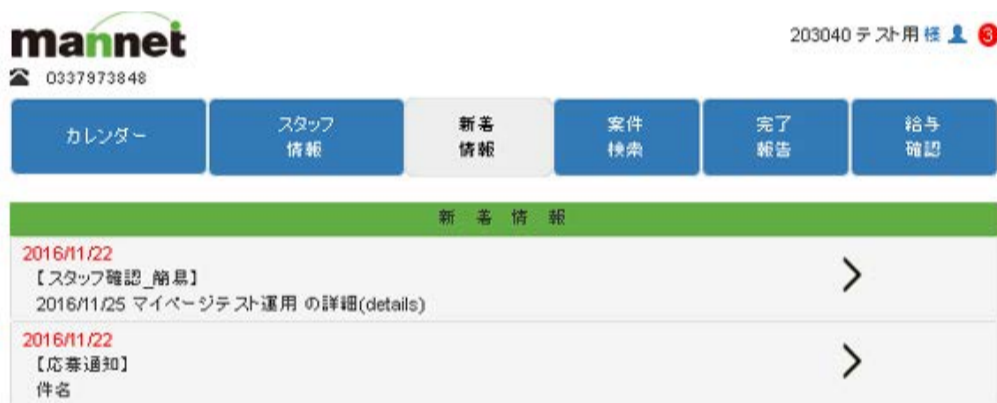 mannet
203040 テスト用 様 3
☎ 0337973848
カレンダー
スタッフ
情報
新着
情報
案件
検索
完了
報告
給与
確認
新 着 情 報
2016/11/22
【スタッフ確認_簡易】
2016/11/25 マイページテスト運用 の詳細(details)
2016/11/22
【応募通知】
件名